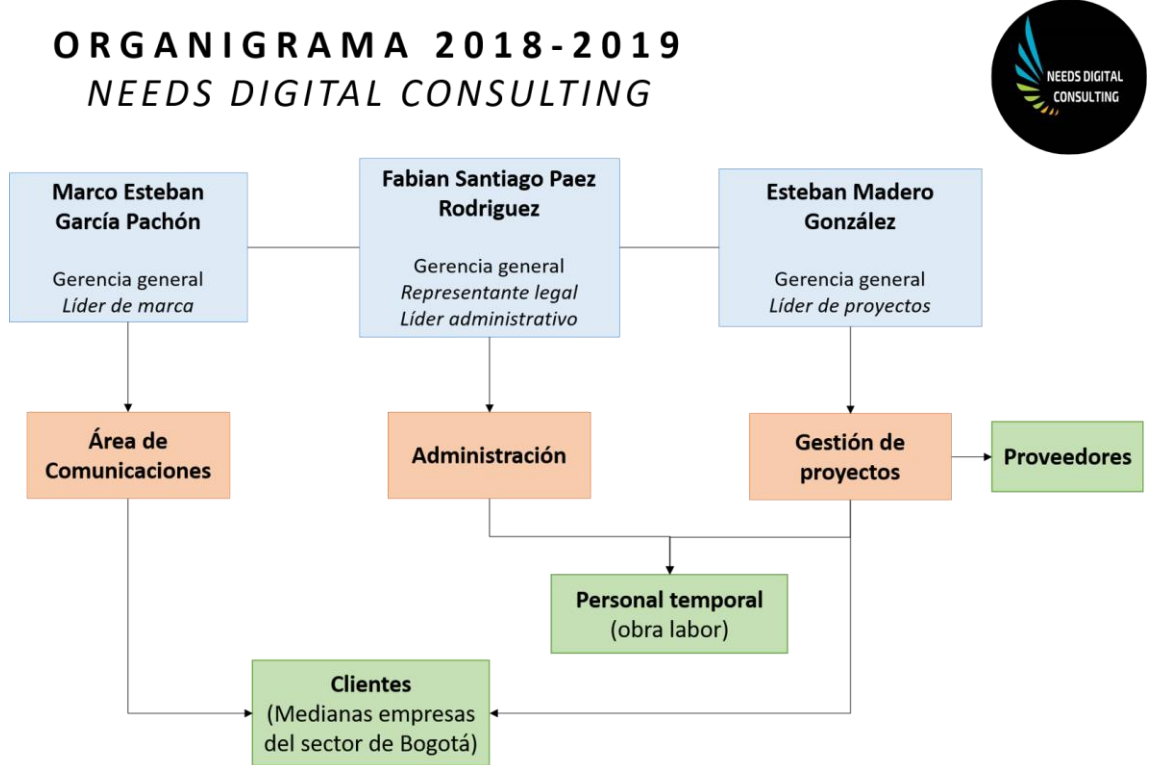 ORGANIGRAMA 2018-2019
NEEDS DIGITAL CONSULTING
NEEDS DIGITAL
CONSULTING
Marco Esteban
García Pachón
Gerencia general
Líder de marca
Fabian Santiago Paez
Rodriguez
Gerencia general
Representante legal
Líder administrativo
Esteban Madero
González
Gerencia general
Líder de proyectos
Área de
Comunicaciones
Administración
Gestión de
proyectos
Proveedores
Personal temporal
(obra labor)
Clientes
(Medianas empresas
del sector de Bogotá)